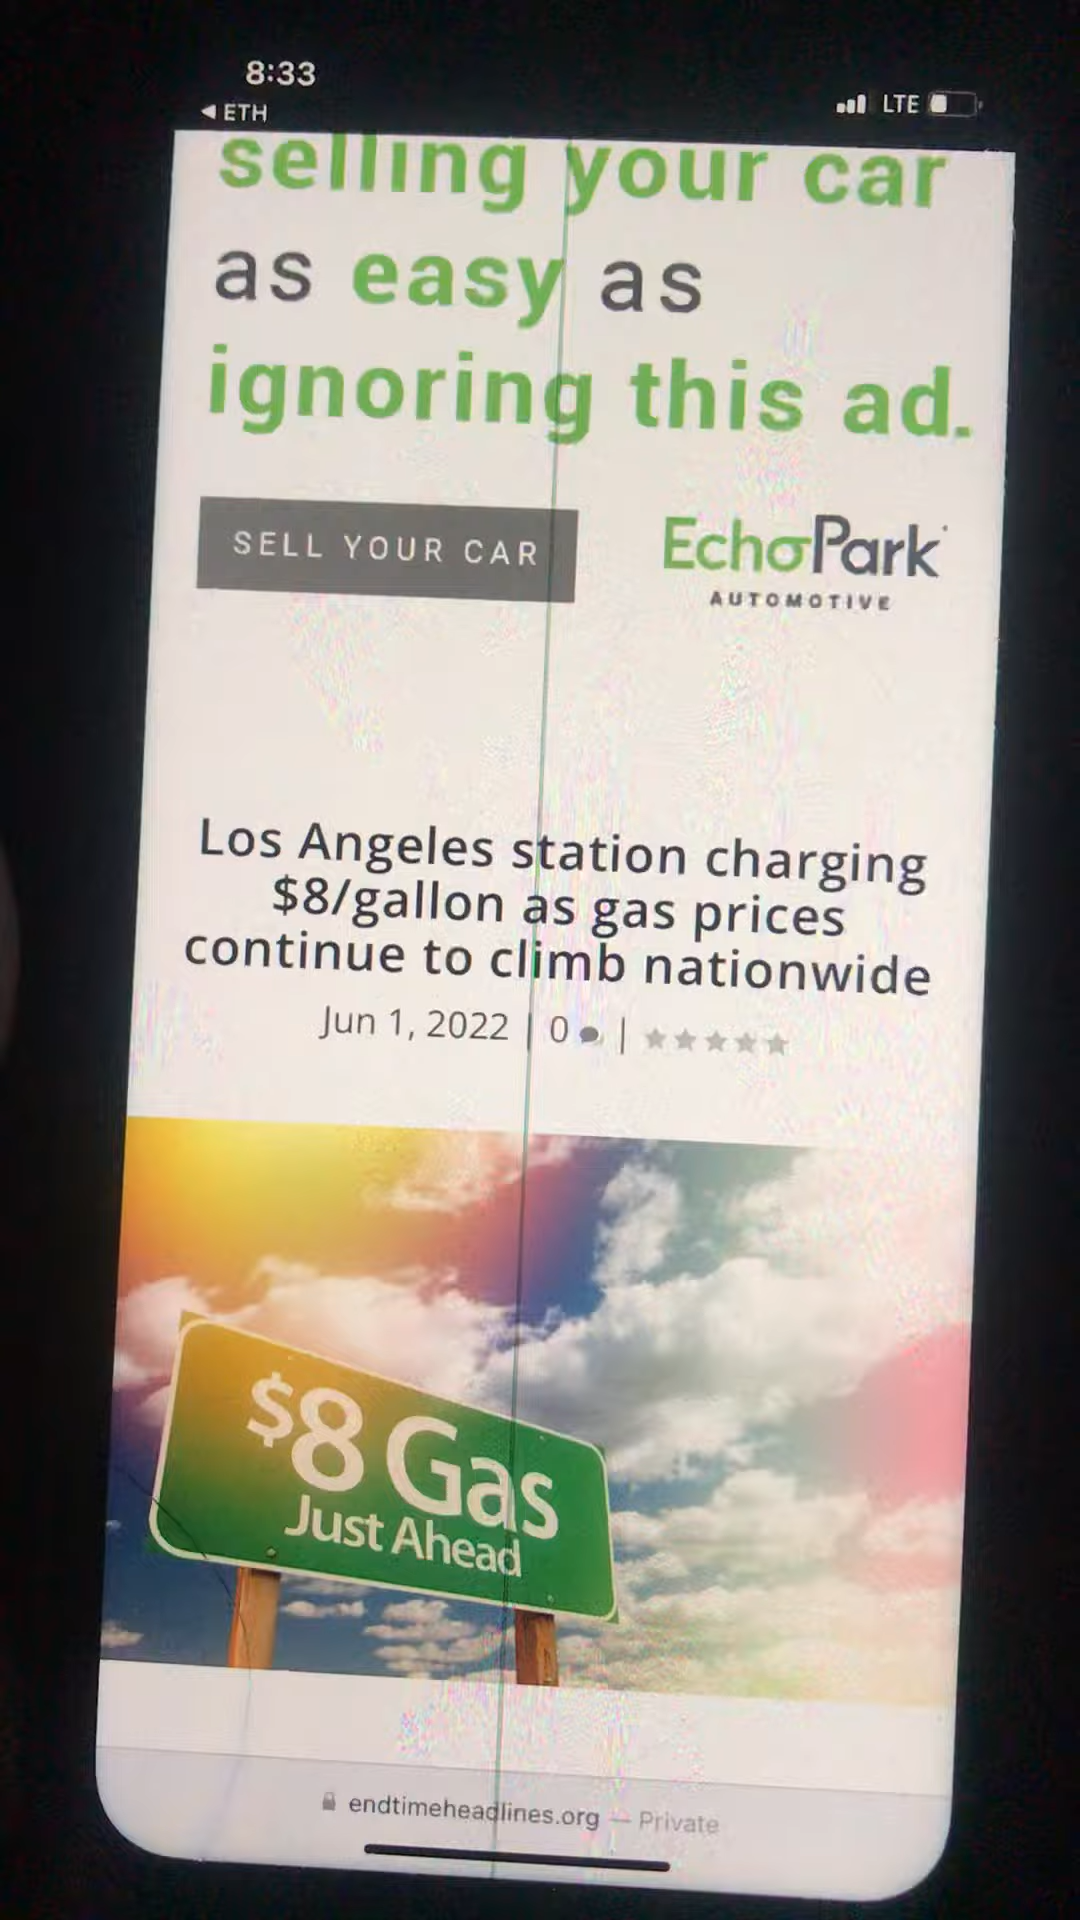 8:33
◀ ETH
LTE
selling your car
as easy as
ignoring this ad.
SELL YOUR CAR
EchoPark
AUTOMOTIVE
Los Angeles station charging
$8/gallon as gas prices
continue to climb nationwide
Jun 1, 2022 | 0 |
$8 Gas
Just Ahead
endtimeheadlines.org — Private